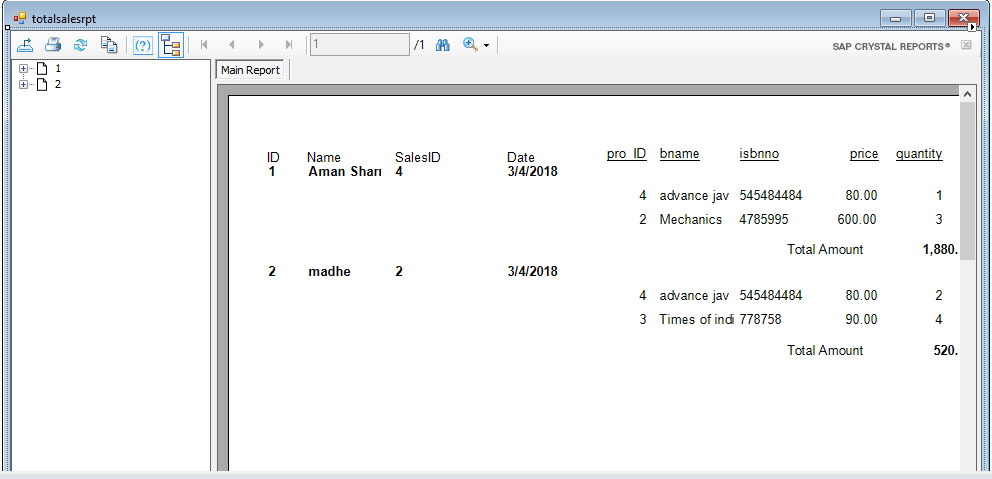 totalsalesrpt
1 /1 SAP CRYSTAL REPORTS®
1
2
Main Report
ID Name SalesID Date pro_ID bname isbnno price quantity
1 Aman Shar 4 3/4/2018
4 advance jav 545484484 80.00 1
2 Mechanics 4785995 600.00 3
Total Amount 1,880.
2 madhe 2 3/4/2018
4 advance jav 545484484 80.00 2
3 Times of indi 778758 90.00 4
Total Amount 520.